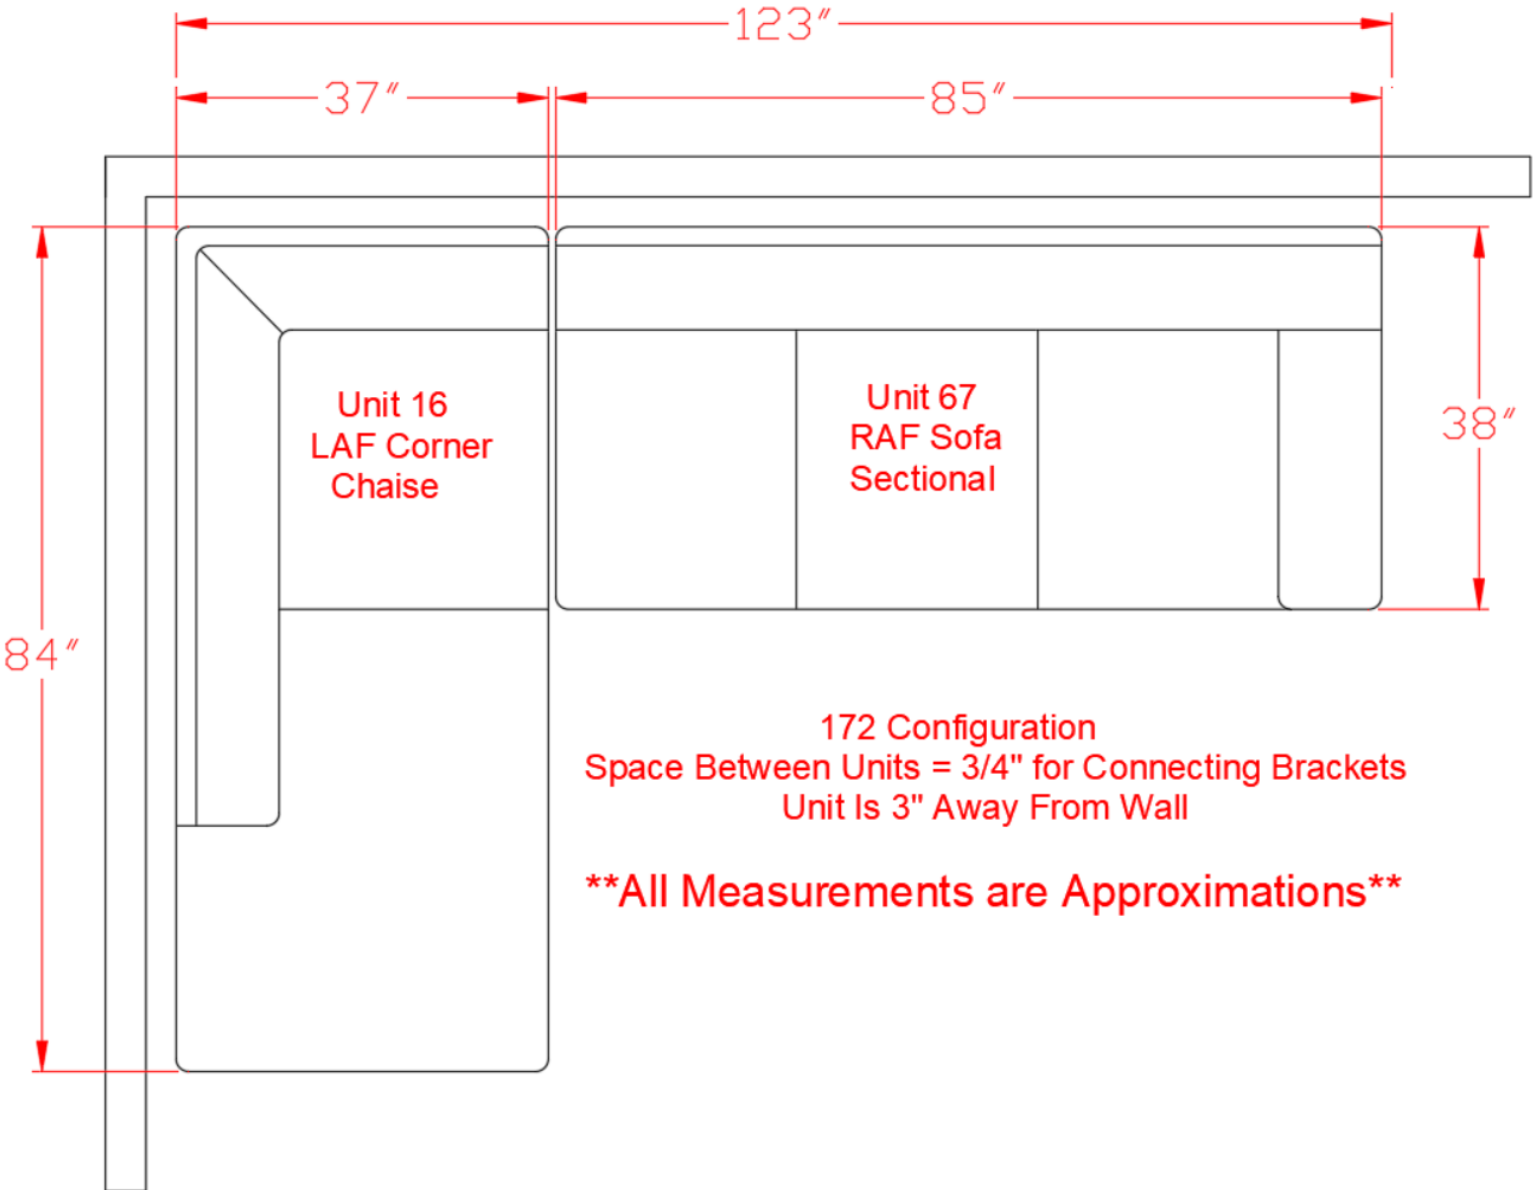 123"
37"
85"
Unit 16
LAF Corner
Chaise
Unit 67
RAF Sofa
Sectional
38"
84"
172 Configuration
Space Between Units = 3/4" for Connecting Brackets
Unit Is 3" Away From Wall
**All Measurements are Approximations**